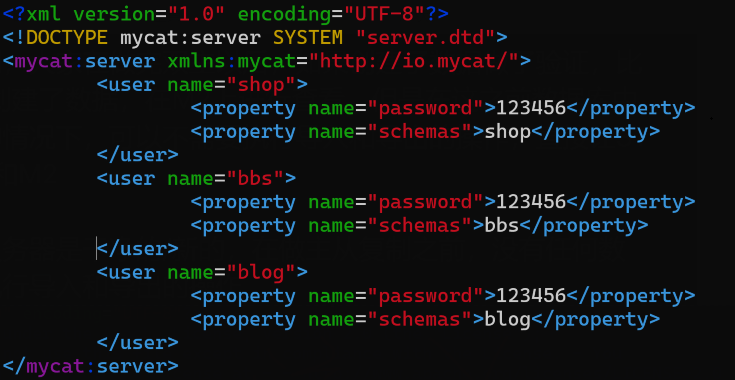 <?xml version="1.0" encoding="UTF-8"?>
<!DOCTYPE mycat:server SYSTEM "server.dtd">
<mycat:server xmlns:mycat="http://io.mycat/">
        <user name="shop">
                <property name="password">123456</property>
                <property name="schemas">shop</property>
        </user>
        <user name="bbs">
                <property name="password">123456</property>
                <property name="schemas">bbs</property>
        </user>
        <user name="blog">
                <property name="password">123456</property>
                <property name="schemas">blog</property>
        </user>
</mycat:server>